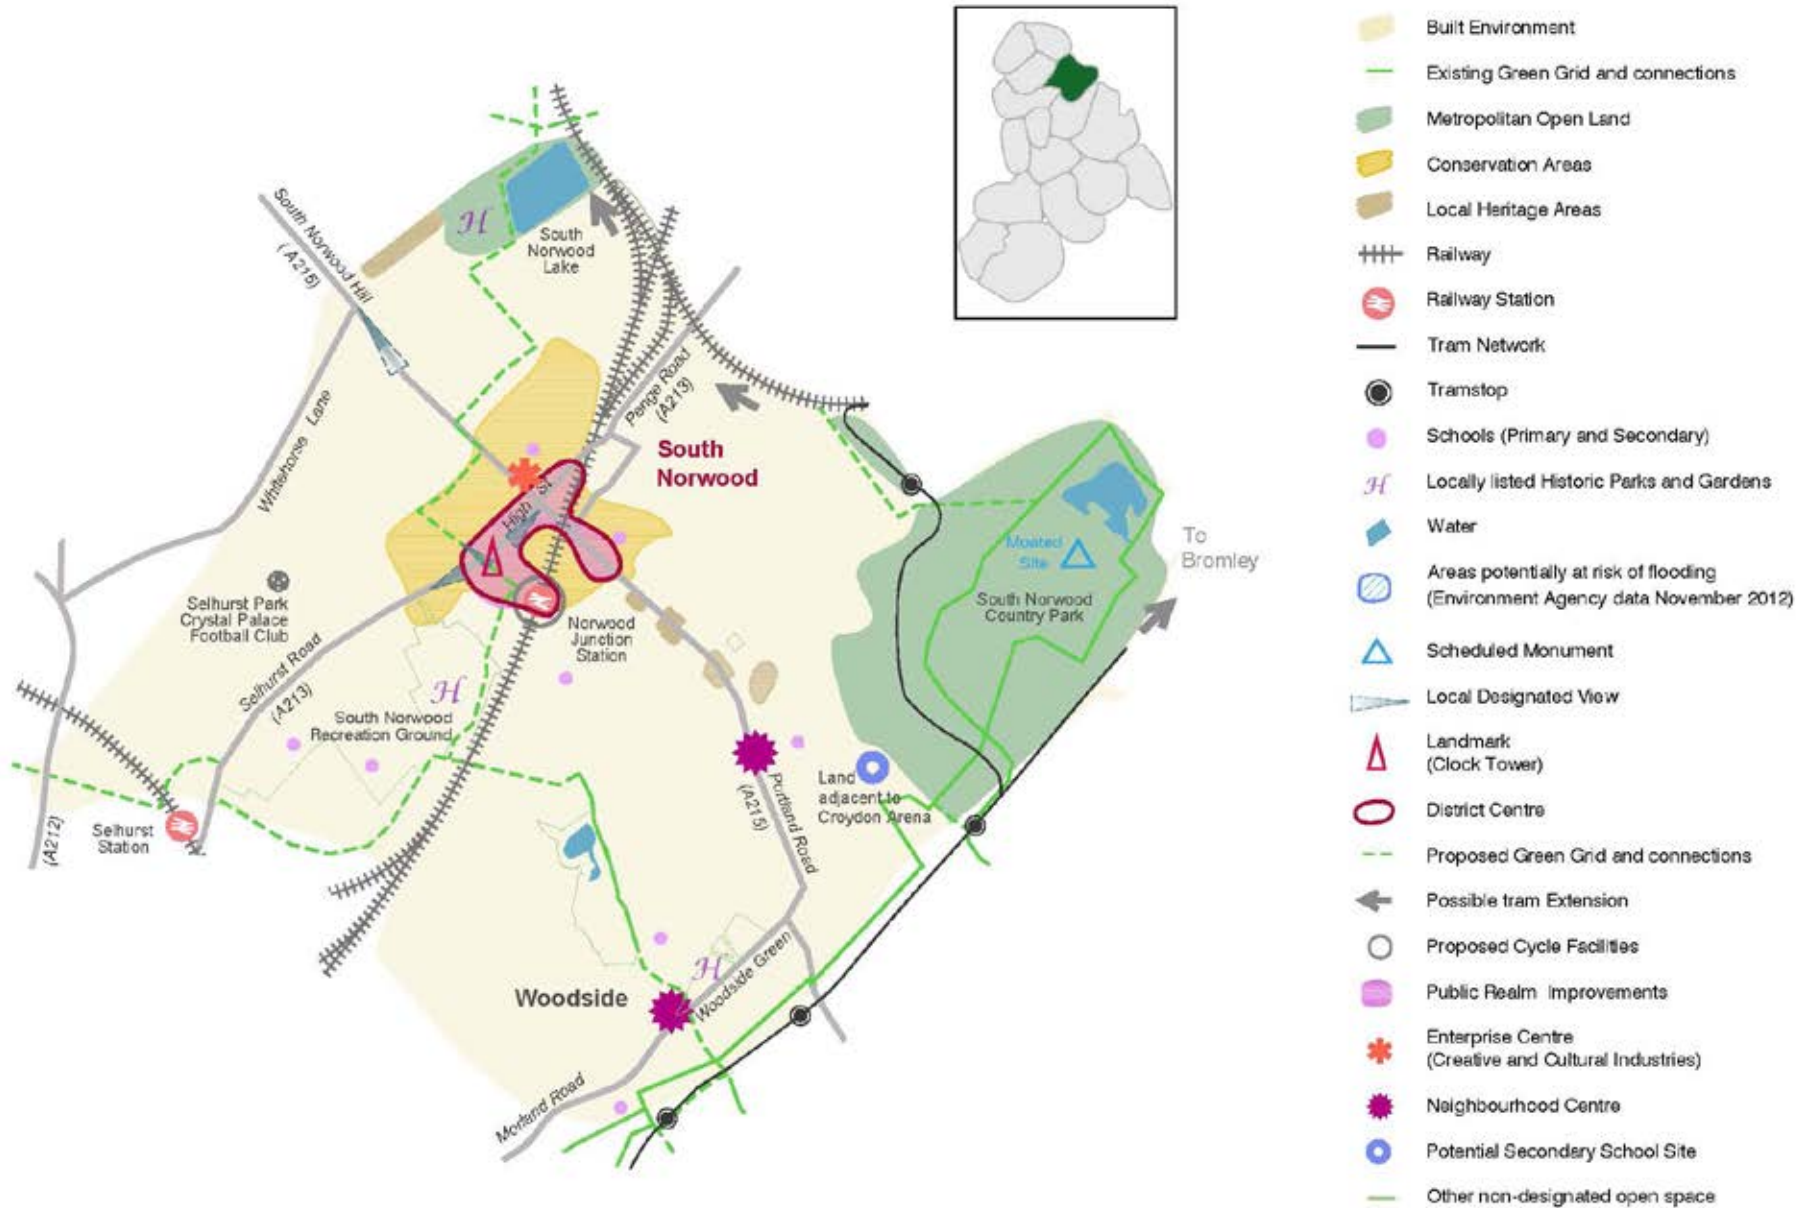 South Norwood Hill
(A215)
South
Norwood
Lake
Whitehorse Lane
Penge Road
(A213)
South
Norwood
High St
Selhurst Park
Crystal Palace
Football Club
Norwood
Junction
Station
Selhurst Road
(A213)
South Norwood
Recreation Ground
Selhurst
Station
(A212)
Moated
Site
South Norwood
Country Park
To
Bromley
Land
adjacent to
Croydon Arena
Portland Road
(A215)
Woodside
Woodside Green
Morland Road
H
H
H
Built Environment
Existing Green Grid and connections
Metropolitan Open Land
Conservation Areas
Local Heritage Areas
Railway
Railway Station
Tram Network
Tramstop
Schools (Primary and Secondary)
H Locally listed Historic Parks and Gardens
Water
Areas potentially at risk of flooding
(Environment Agency data November 2012)
Scheduled Monument
Local Designated View
Landmark
(Clock Tower)
District Centre
Proposed Green Grid and connections
Possible tram Extension
Proposed Cycle Facilities
Public Realm Improvements
Enterprise Centre
(Creative and Cultural Industries)
Neighbourhood Centre
Potential Secondary School Site
Other non-designated open space